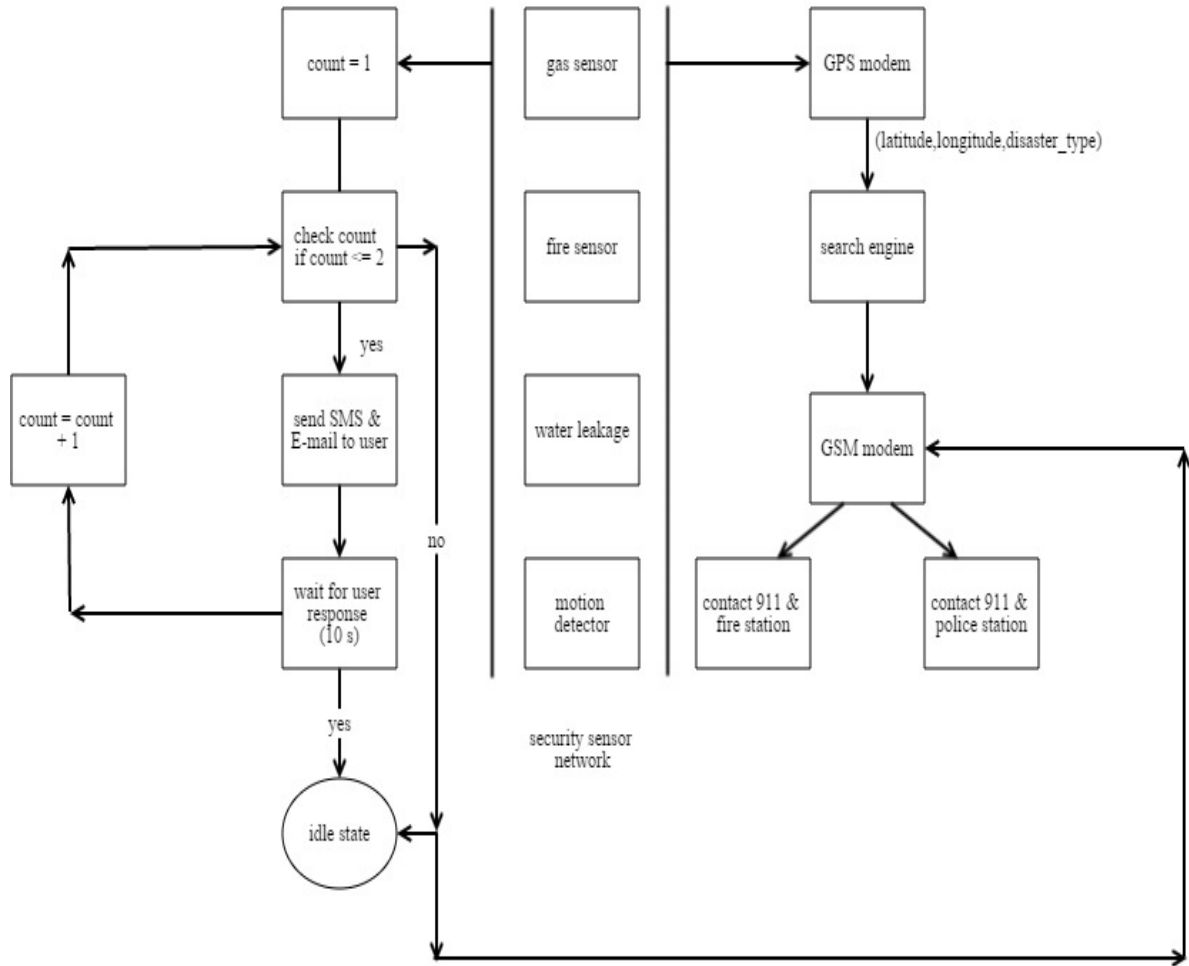 count = 1
gas sensor
GPS modem
(latitude,longitude,disaster_type)
check count
if count <= 2
fire sensor
search engine
yes
count = count
+ 1
send SMS &
E-mail to user
water leakage
GSM modem
no
wait for user
response
(10 s)
motion
detector
contact 911 &
fire station
contact 911 &
police station
yes
security sensor
network
idle state